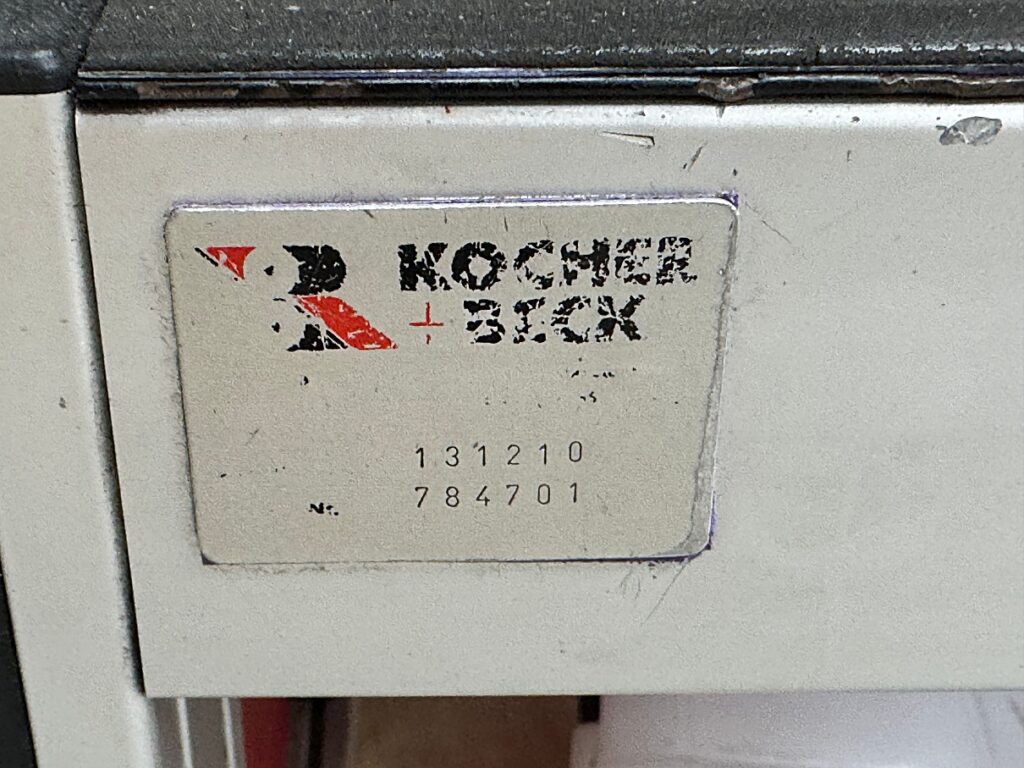 KOCHER
+ BECK
131210
Nr. 784701